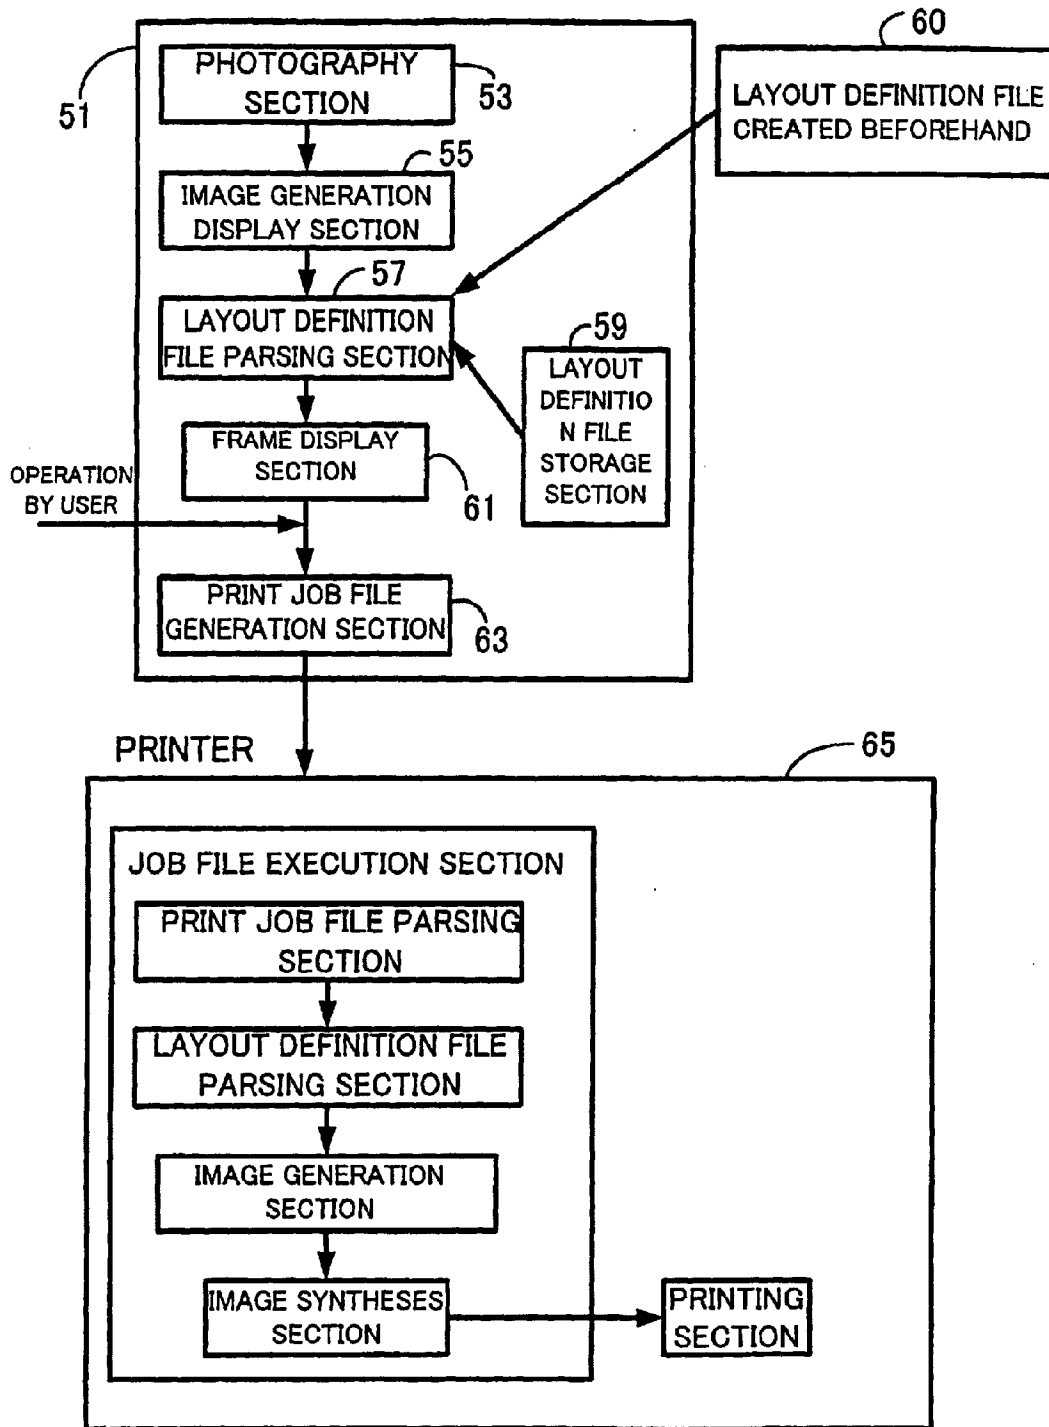 60
51
PHOTOGRAPHY
SECTION
53
LAYOUT DEFINITION FILE
CREATED BEFOREHAND
55
IMAGE GENERATION
DISPLAY SECTION
57
LAYOUT DEFINITION
FILE PARSING SECTION
59
LAYOUT
DEFINITIO
N FILE
STORAGE
SECTION
FRAME DISPLAY
SECTION
61
OPERATION
BY USER
PRINT JOB FILE
GENERATION SECTION
63
PRINTER
65
JOB FILE EXECUTION SECTION
PRINT JOB FILE PARSING
SECTION
LAYOUT DEFINITION FILE
PARSING SECTION
IMAGE GENERATION
SECTION
IMAGE SYNTHESES
SECTION
PRINTING
SECTION